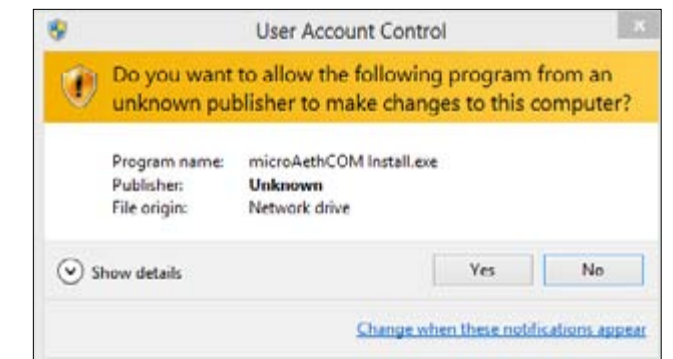 User Account Control
Do you want to allow the following program from an
unknown publisher to make changes to this computer?
Program name: microAethCOM Install.exe
Publisher: Unknown
File origin: Network drive
Show details Yes No
Change when these notifications appear